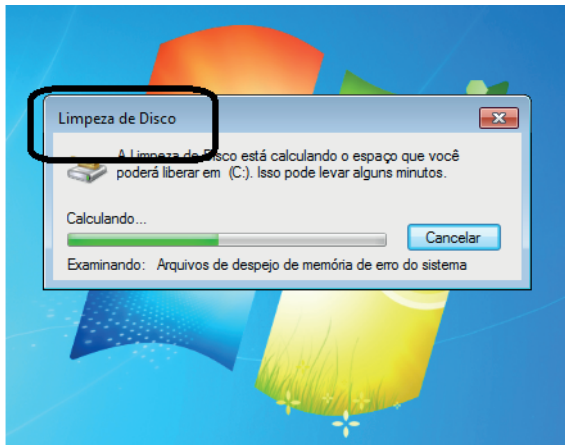 Limpeza de Disco
A Limpeza de Disco está calculando o espaço que você
poderá liberar em (C:). Isso pode levar alguns minutos.
Calculando...
Cancelar
Examinando: Arquivos de despejo de memória de erro do sistema